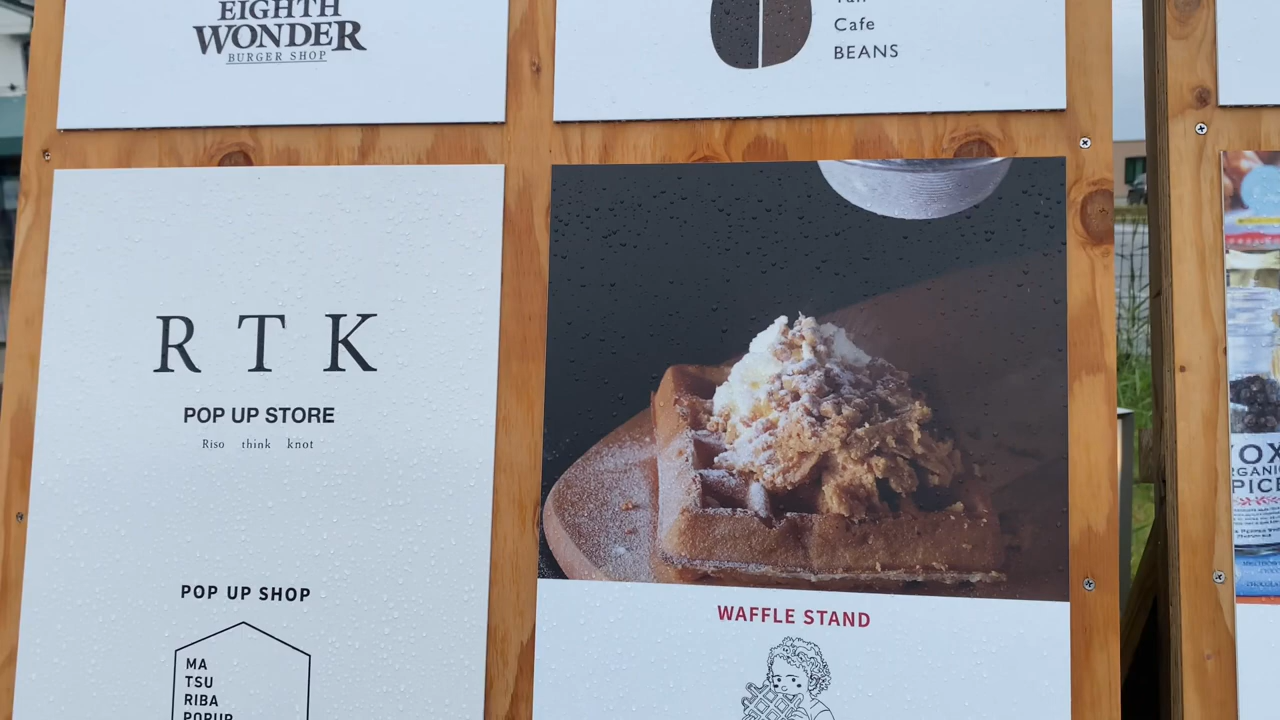 EIGHTH
WONDER
BURGER SHOP
Cafe
BEANS
R T K
POP UP STORE
Riso think knot
POP UP SHOP
MA
TSU
RIBA
POPUP
WAFFLE STAND